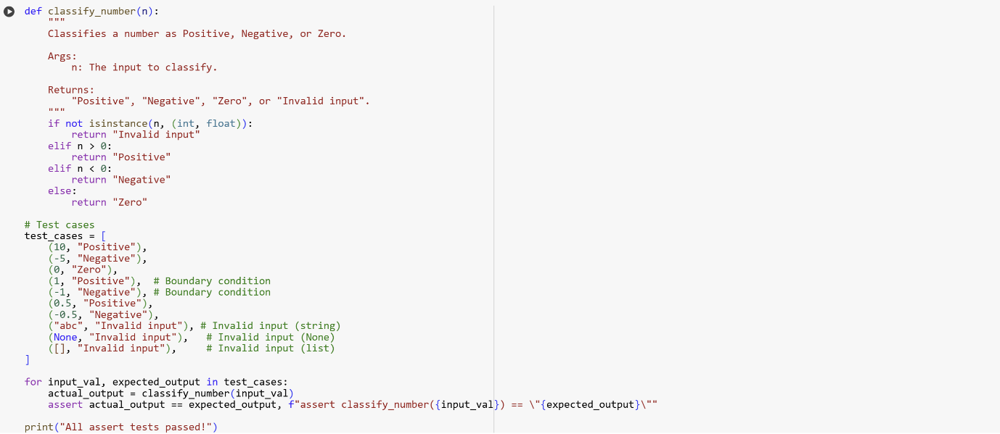 def classify_number(n):
    """
    Classifies a number as Positive, Negative, or Zero.

    Args:
        n: The input to classify.

    Returns:
        "Positive", "Negative", "Zero", or "Invalid input".
    """
    if not isinstance(n, (int, float)):
        return "Invalid input"
    elif n > 0:
        return "Positive"
    elif n < 0:
        return "Negative"
    else:
        return "Zero"

# Test cases
test_cases = [
    (10, "Positive"),
    (-5, "Negative"),
    (0, "Zero"),
    (1, "Positive"),  # Boundary condition
    (-1, "Negative"), # Boundary condition
    (0.5, "Positive"),
    (-0.5, "Negative"),
    ("abc", "Invalid input"), # Invalid input (string)
    (None, "Invalid input"),   # Invalid input (None)
    ([], "Invalid input"),     # Invalid input (list)
]

for input_val, expected_output in test_cases:
    actual_output = classify_number(input_val)
    assert actual_output == expected_output, f"assert classify_number({input_val}) == \"{expected_output}\""

print("All assert tests passed!")